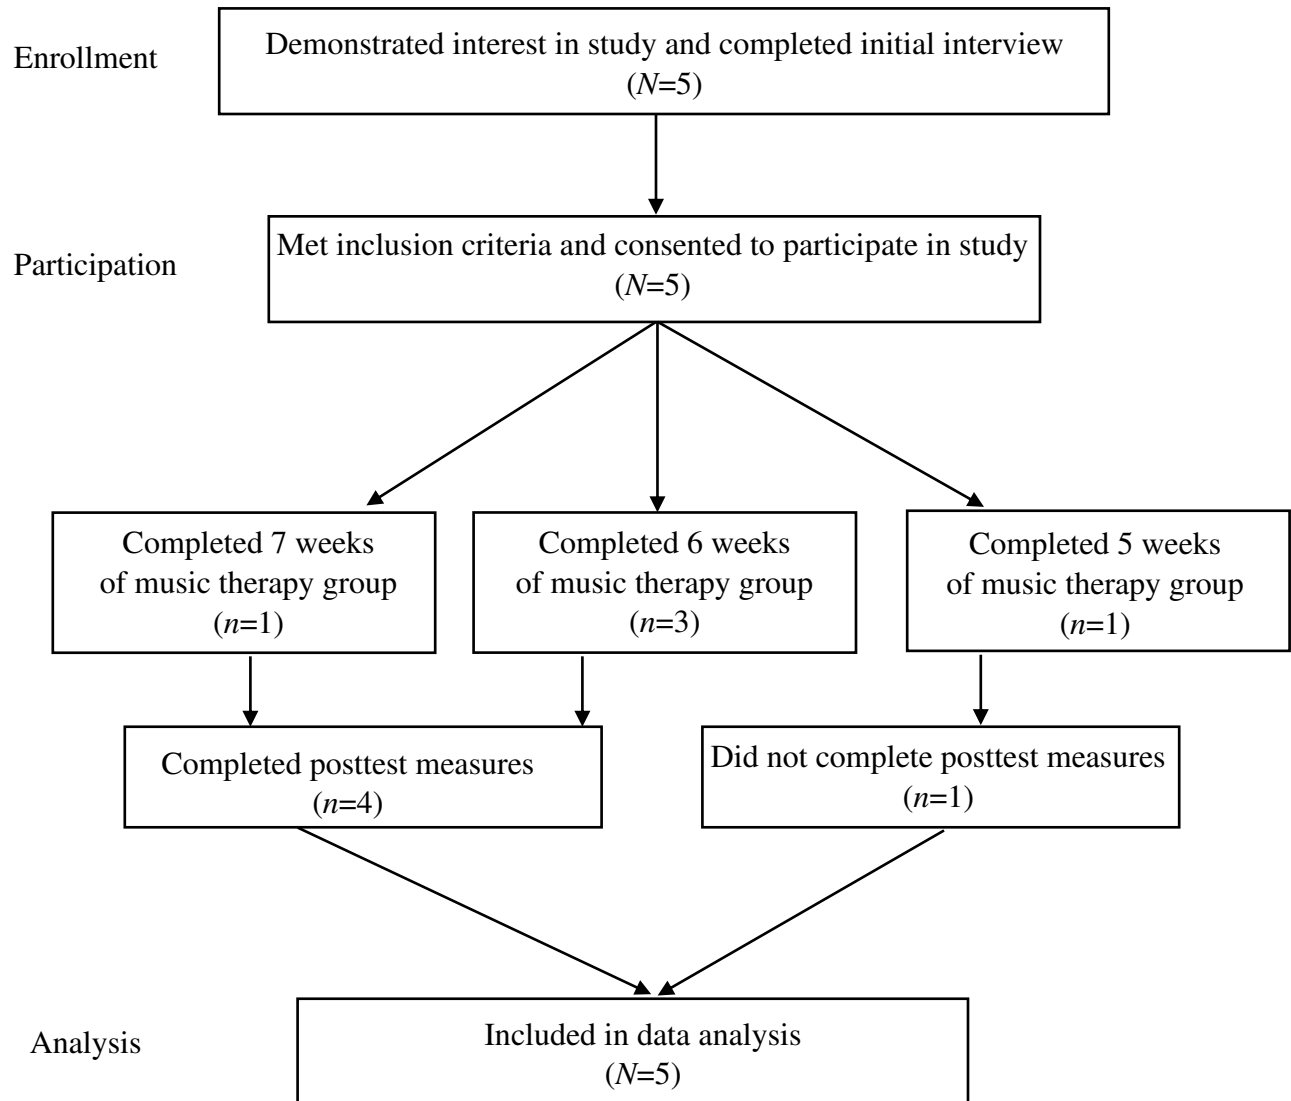 Enrollment
Demonstrated interest in study and completed initial interview
(N=5)
Participation
Met inclusion criteria and consented to participate in study
(N=5)
Completed 7 weeks
of music therapy group
(n=1)
Completed 6 weeks
of music therapy group
(n=3)
Completed 5 weeks
of music therapy group
(n=1)
Completed posttest measures
(n=4)
Did not complete posttest measures
(n=1)
Analysis
Included in data analysis
(N=5)